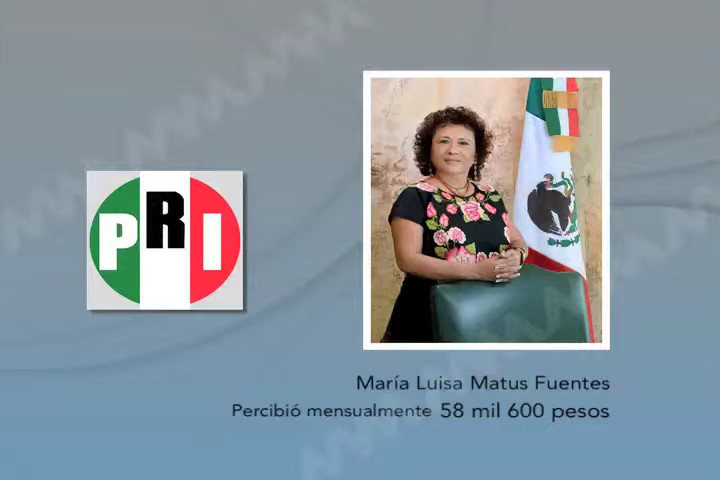 PRI
María Luisa Matus Fuentes
Percibió mensualmente 58 mil 600 pesos